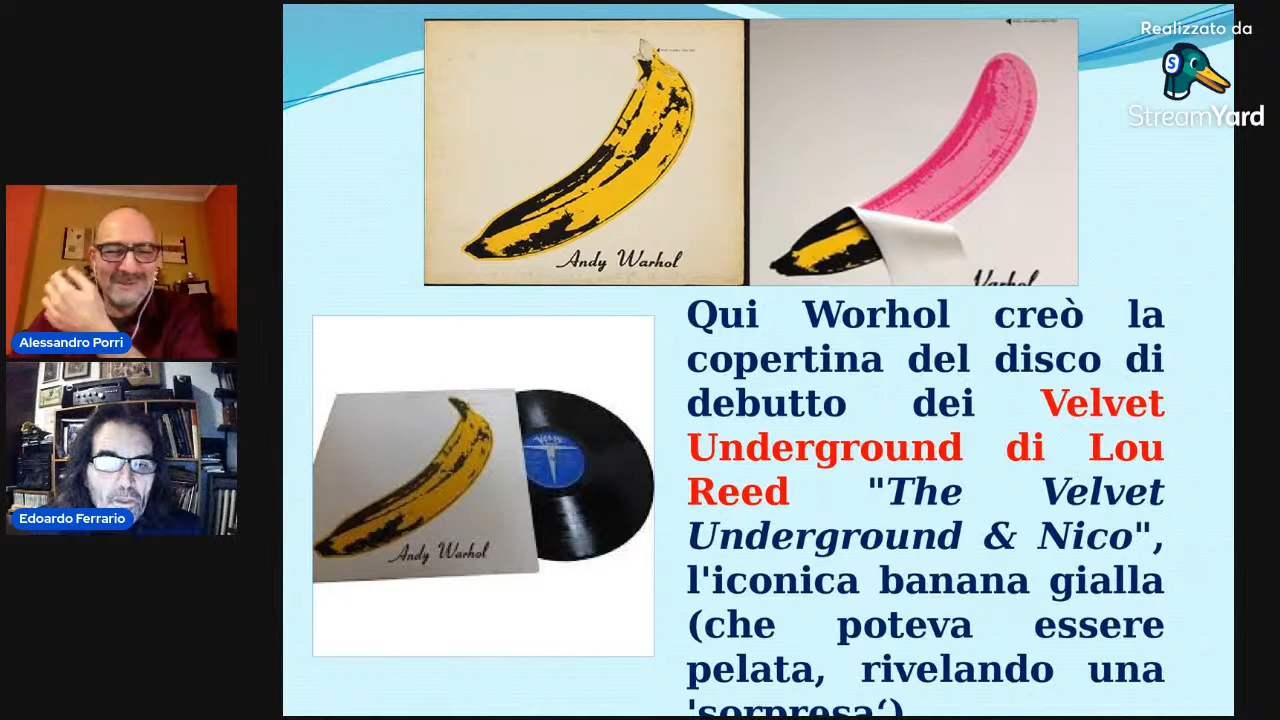 Realizzato da
S
StreamYard
Andy Warhol
Warhol
Alessandro Porri
Edoardo Ferrario
Andy Warhol
Qui Worhol creò la
copertina del disco di
debutto dei Velvet
Underground di Lou
Reed "The Velvet
Underground & Nico",
l'iconica banana gialla
(che poteva essere
pelata, rivelando una
'sorpresa‘)